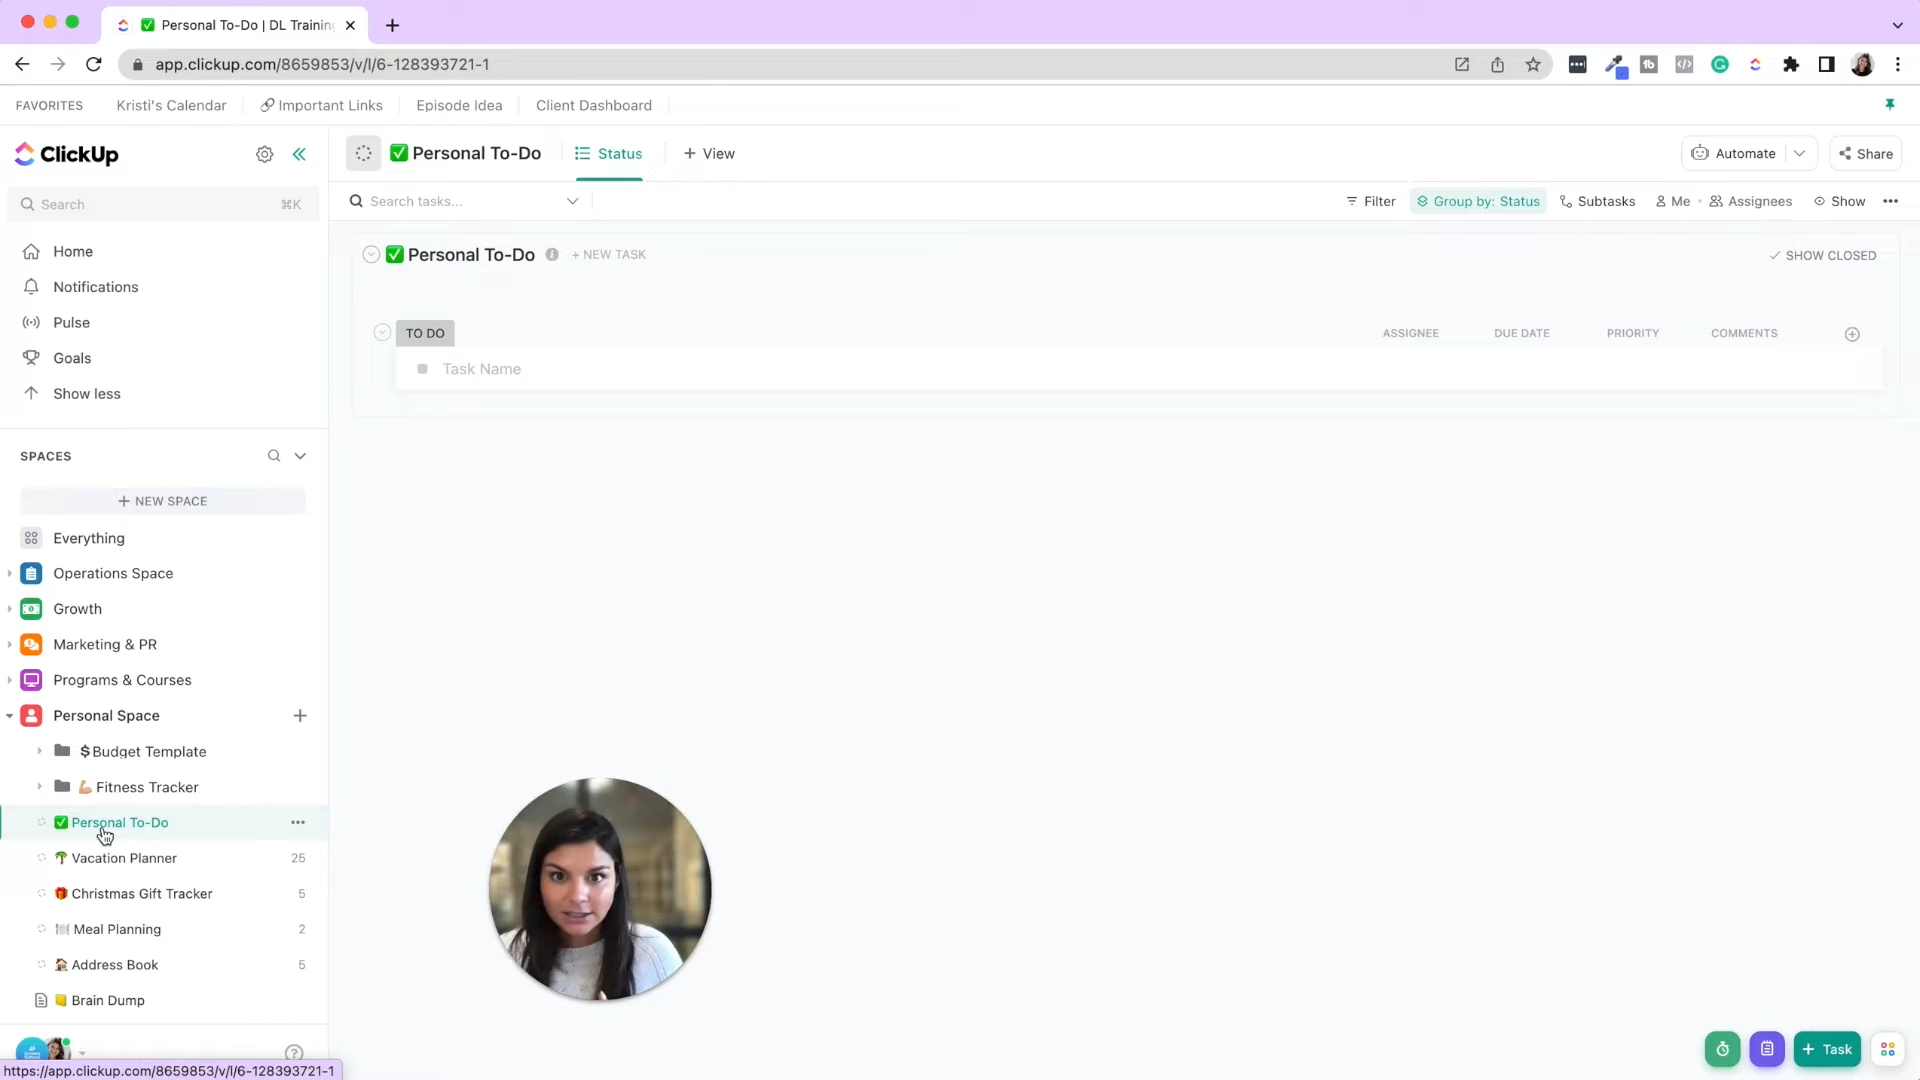 Personal To-Do | DL Trainin
app.clickup.com/8659853/v/l/6-128393721-1
FAVORITES
Kristi's Calendar
Important Links
Episode Idea
Client Dashboard
ClickUp
Personal To-Do
Status
+ View
Automate
Share
Search
⌘K
Search tasks...
Filter
Group by: Status
Subtasks
Me
Assignees
Show
Home
Notifications
Pulse
Goals
Show less
Personal To-Do
+ NEW TASK
SHOW CLOSED
TO DO
ASSIGNEE
DUE DATE
PRIORITY
COMMENTS
Task Name
SPACES
+ NEW SPACE
Everything
Operations Space
Growth
Marketing & PR
Programs & Courses
Personal Space
$Budget Template
Fitness Tracker
Personal To-Do
Vacation Planner 25
Christmas Gift Tracker 5
Meal Planning 2
Address Book 5
Brain Dump
+ Task
https://app.clickup.com/8659853/v/l/6-128393721-1